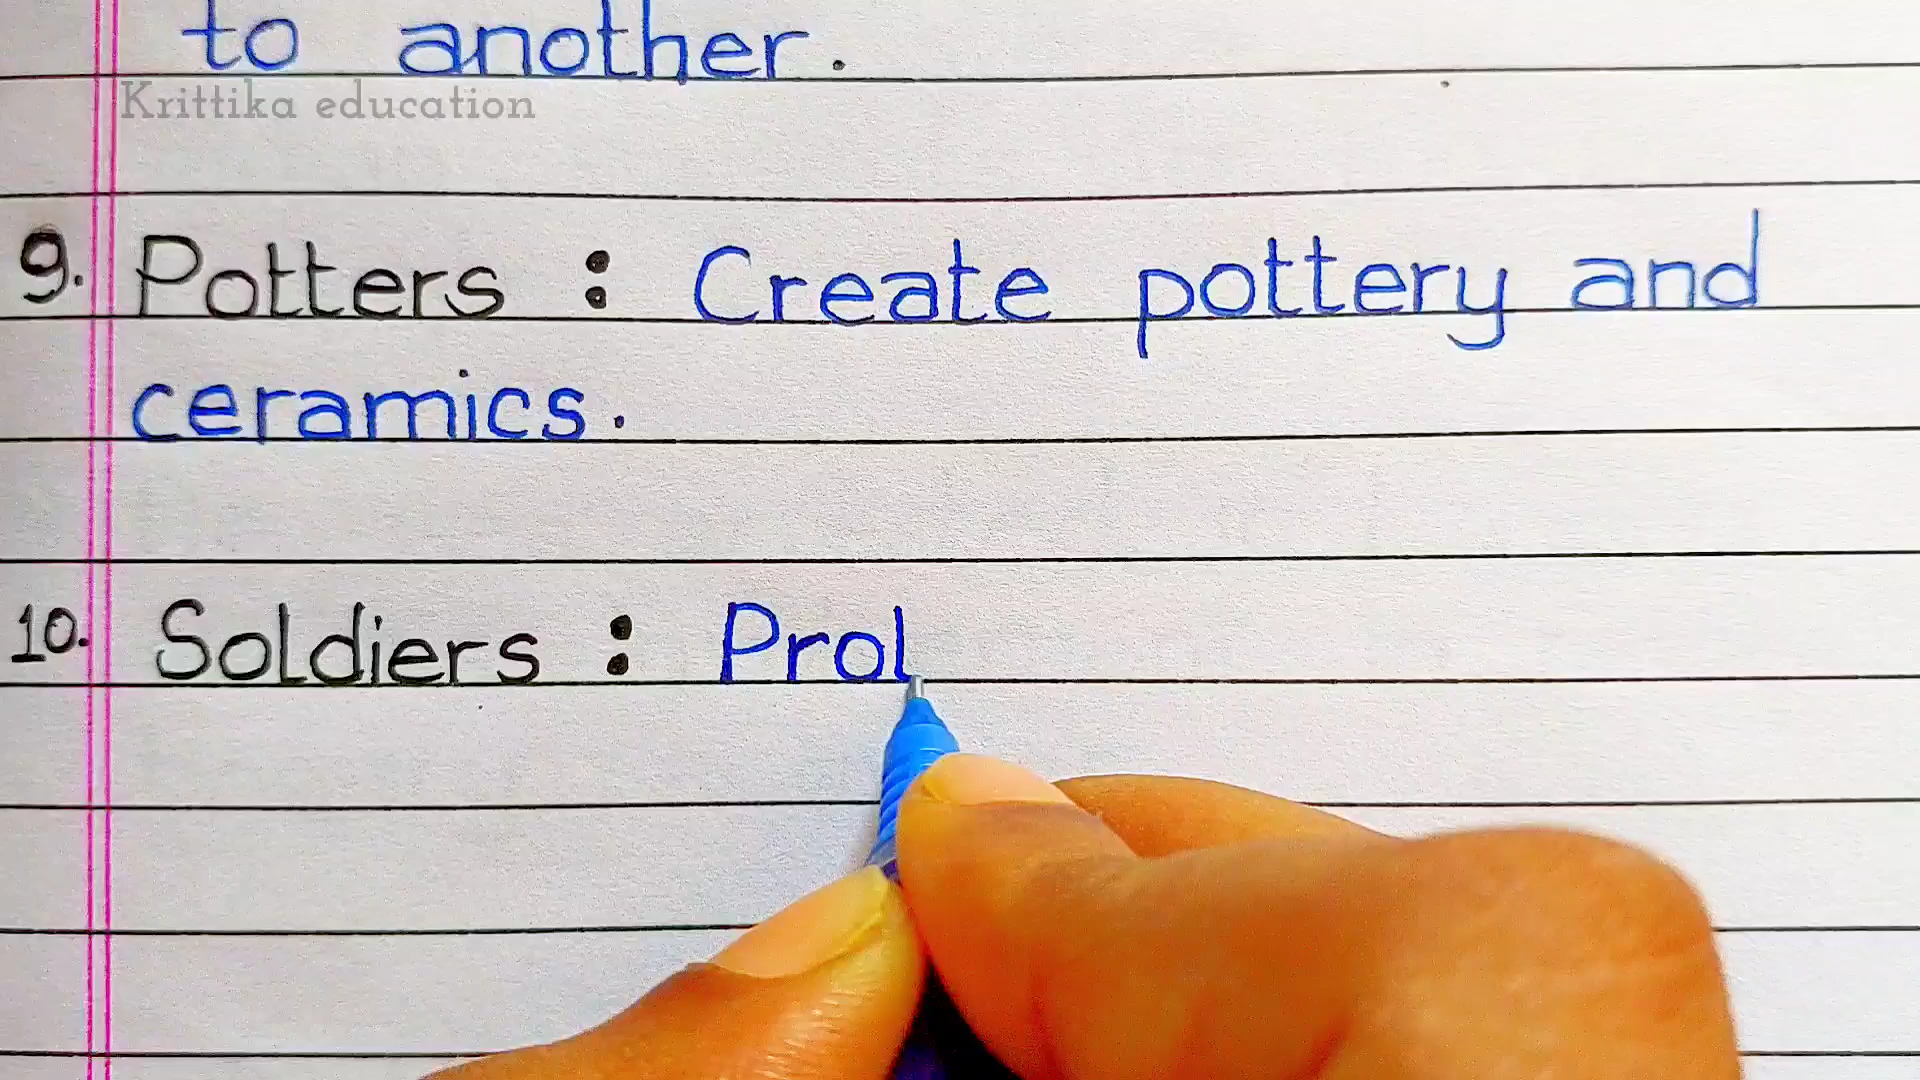 to another.
Krittika education
9. Potters : Create pottery and
ceramics.
10. Soldiers : Prol